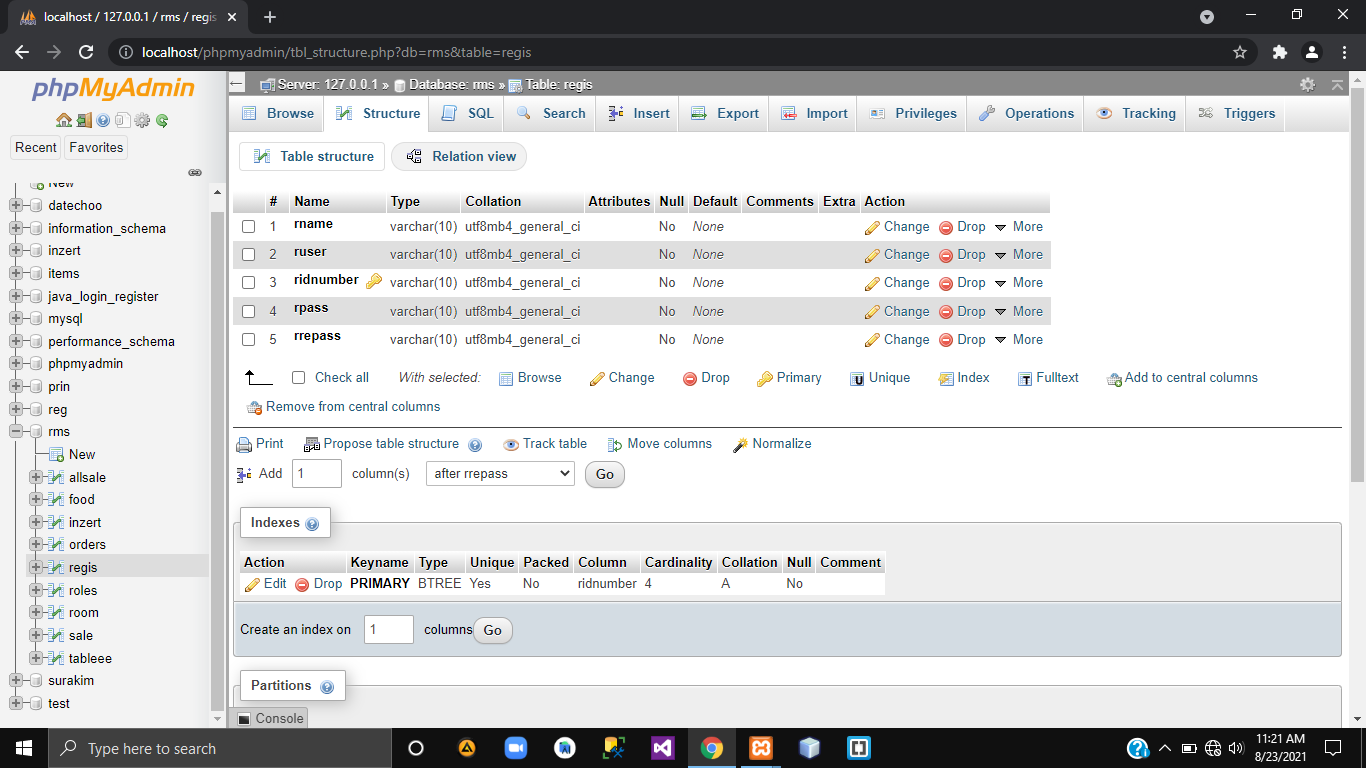 localhost / 127.0.0.1 / rms / regis
localhost/phpmyadmin/tbl_structure.php?db=rms&table=regis
phpMyAdmin
Recent Favorites
New
datechoo
information_schema
inzert
items
java_login_register
mysql
performance_schema
phpmyadmin
prin
reg
rms
New
allsale
food
inzert
orders
regis
roles
room
sale
tableee
surakim
test
Server: 127.0.0.1 » Database: rms » Table: regis
Browse Structure SQL Search Insert Export Import Privileges Operations Tracking Triggers
Table structure Relation view
# Name Type Collation Attributes Null Default Comments Extra Action
1 rname varchar(10) utf8mb4_general_ci No None Change Drop More
2 ruser varchar(10) utf8mb4_general_ci No None Change Drop More
3 ridnumber varchar(10) utf8mb4_general_ci No None Change Drop More
4 rpass varchar(10) utf8mb4_general_ci No None Change Drop More
5 rrepass varchar(10) utf8mb4_general_ci No None Change Drop More
Check all With selected: Browse Change Drop Primary Unique Index Fulltext Add to central columns
Remove from central columns
Print Propose table structure Track table Move columns Normalize
Add 1 column(s) after rrepass Go
Indexes
Action Keyname Type Unique Packed Column Cardinality Collation Null Comment
Edit Drop PRIMARY BTREE Yes No ridnumber 4 A No
Create an index on 1 columns Go
Partitions
Console
Type here to search
11:21 AM
8/23/2021